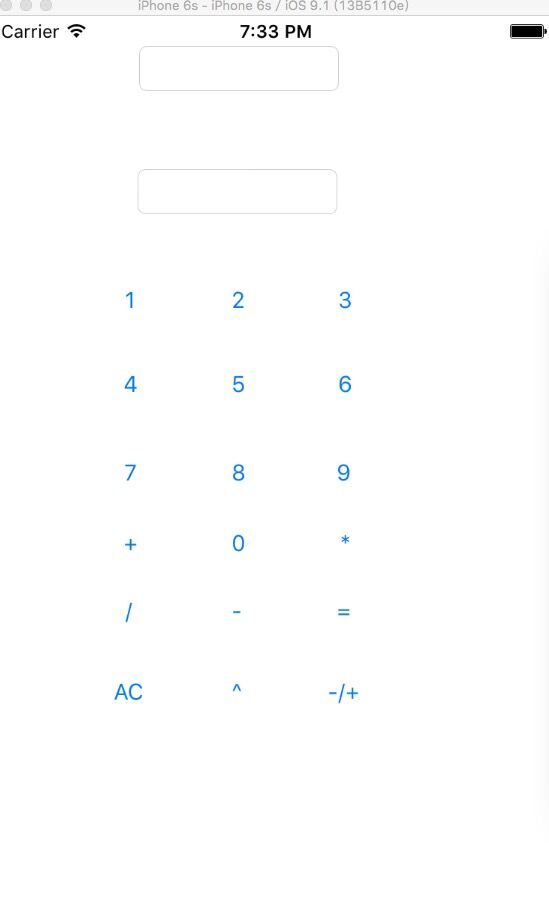 iPhone 6s - iPhone 6s / iOS 9.1 (13B5110e)
Carrier 7:33 PM
1 2 3
4 5 6
7 8 9
+ 0 *
/ - =
AC ^ -/+